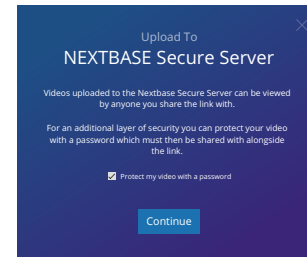 Upload To
NEXTBASE Secure Server
Videos uploaded to the Nextbase Secure Server can be viewed
by anyone you share the link with.
For an additional layer of security you can protect your video
with a password which must then be shared with alongside
the link.
Protect my video with a password
Continue